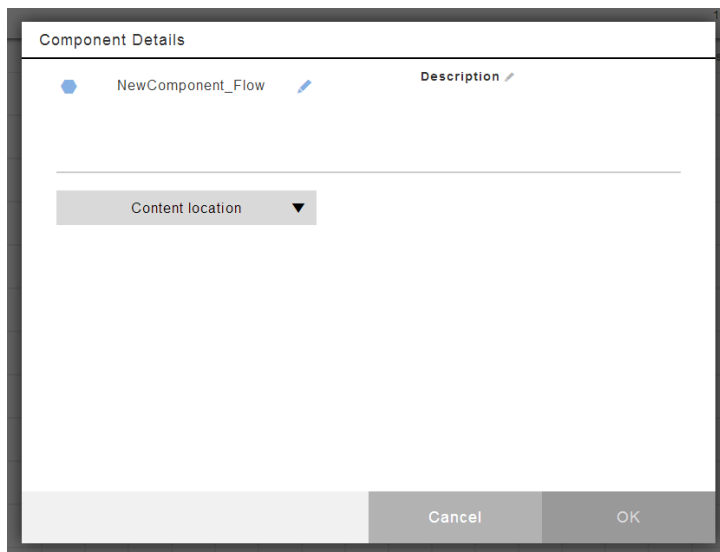 Component Details
NewComponent_Flow
Description
Content location
Cancel
OK